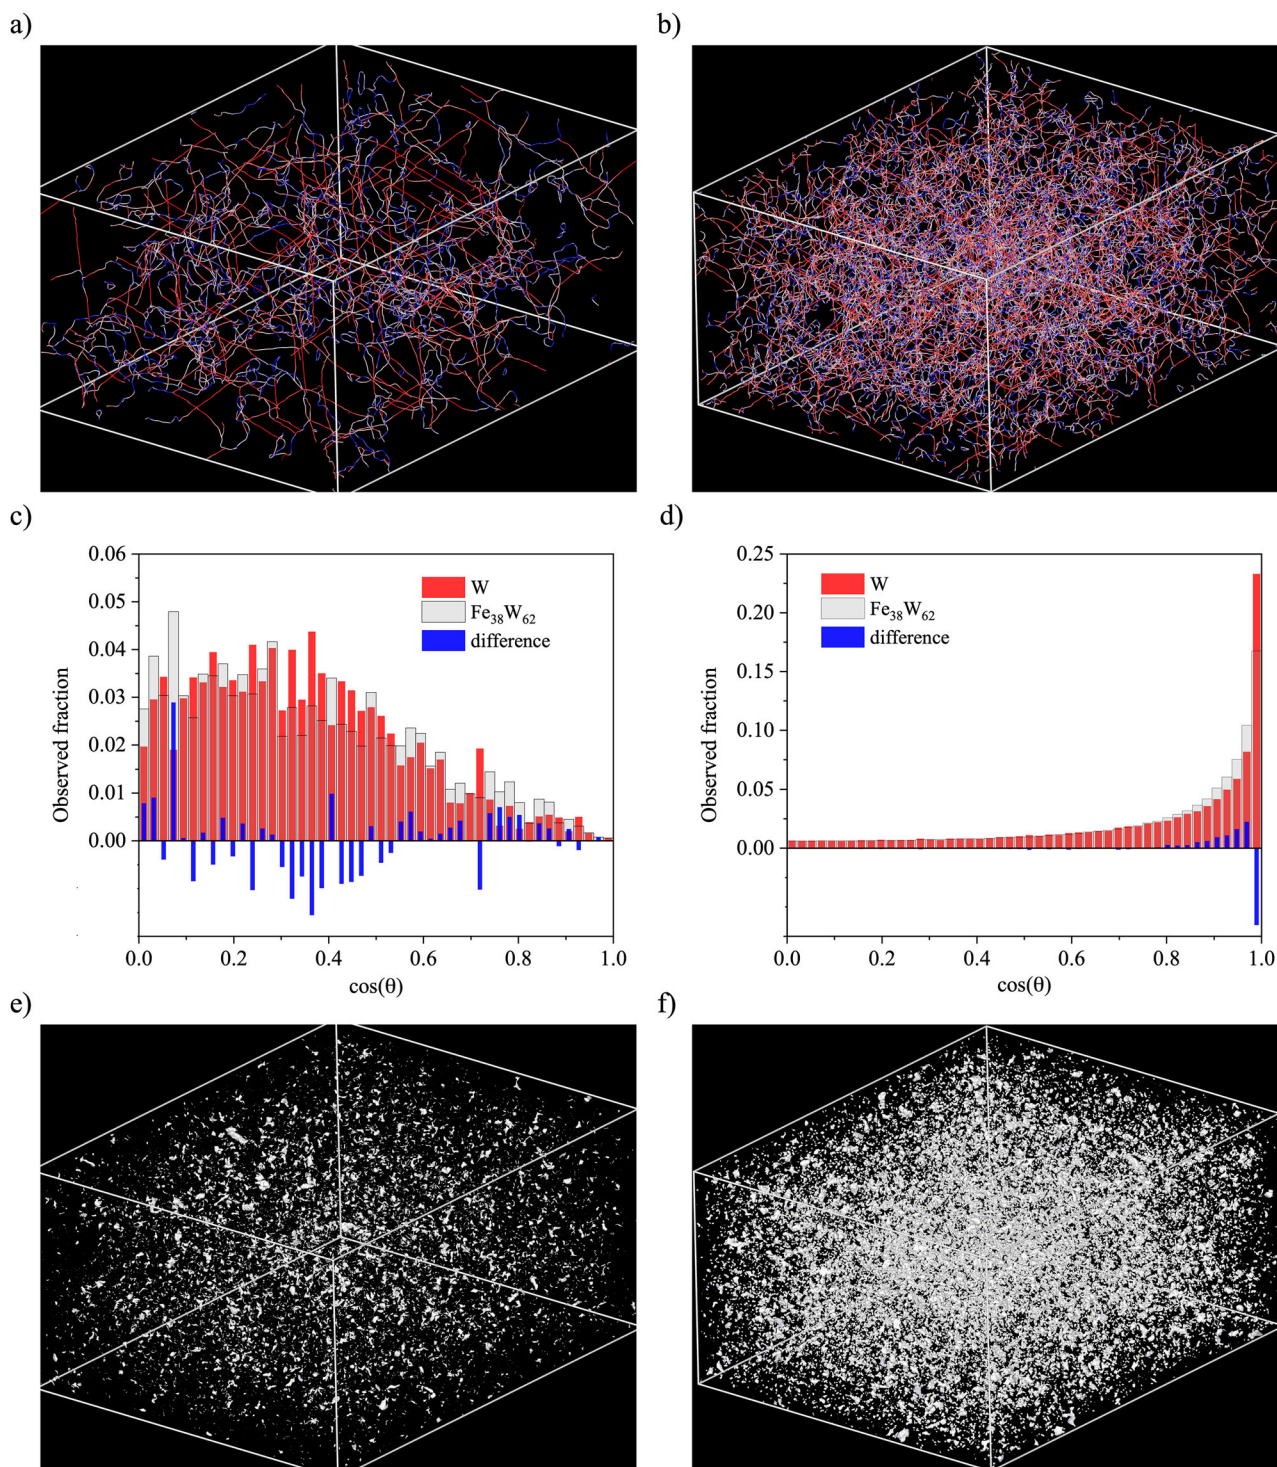 a)
b)
c)
d)
0.06
0.05
0.04
0.03
0.02
0.01
0.00
Observed fraction
W
Fe₃₈W₆₂
difference
0.0 0.2 0.4 0.6 0.8 1.0
cos(θ)
0.25
0.20
0.15
0.10
0.05
0.00
Observed fraction
W
Fe₃₈W₆₂
difference
0.0 0.2 0.4 0.6 0.8 1.0
cos(θ)
e)
f)